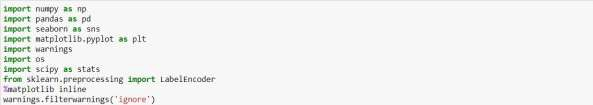 import numpy as np
import pandas as pd
import seaborn as sns
import matplotlib.pyplot as plt
import warnings
import os
import scipy as stats
from sklearn.preprocessing import LabelEncoder
%matplotlib inline
warnings.filterwarnings('ignore')